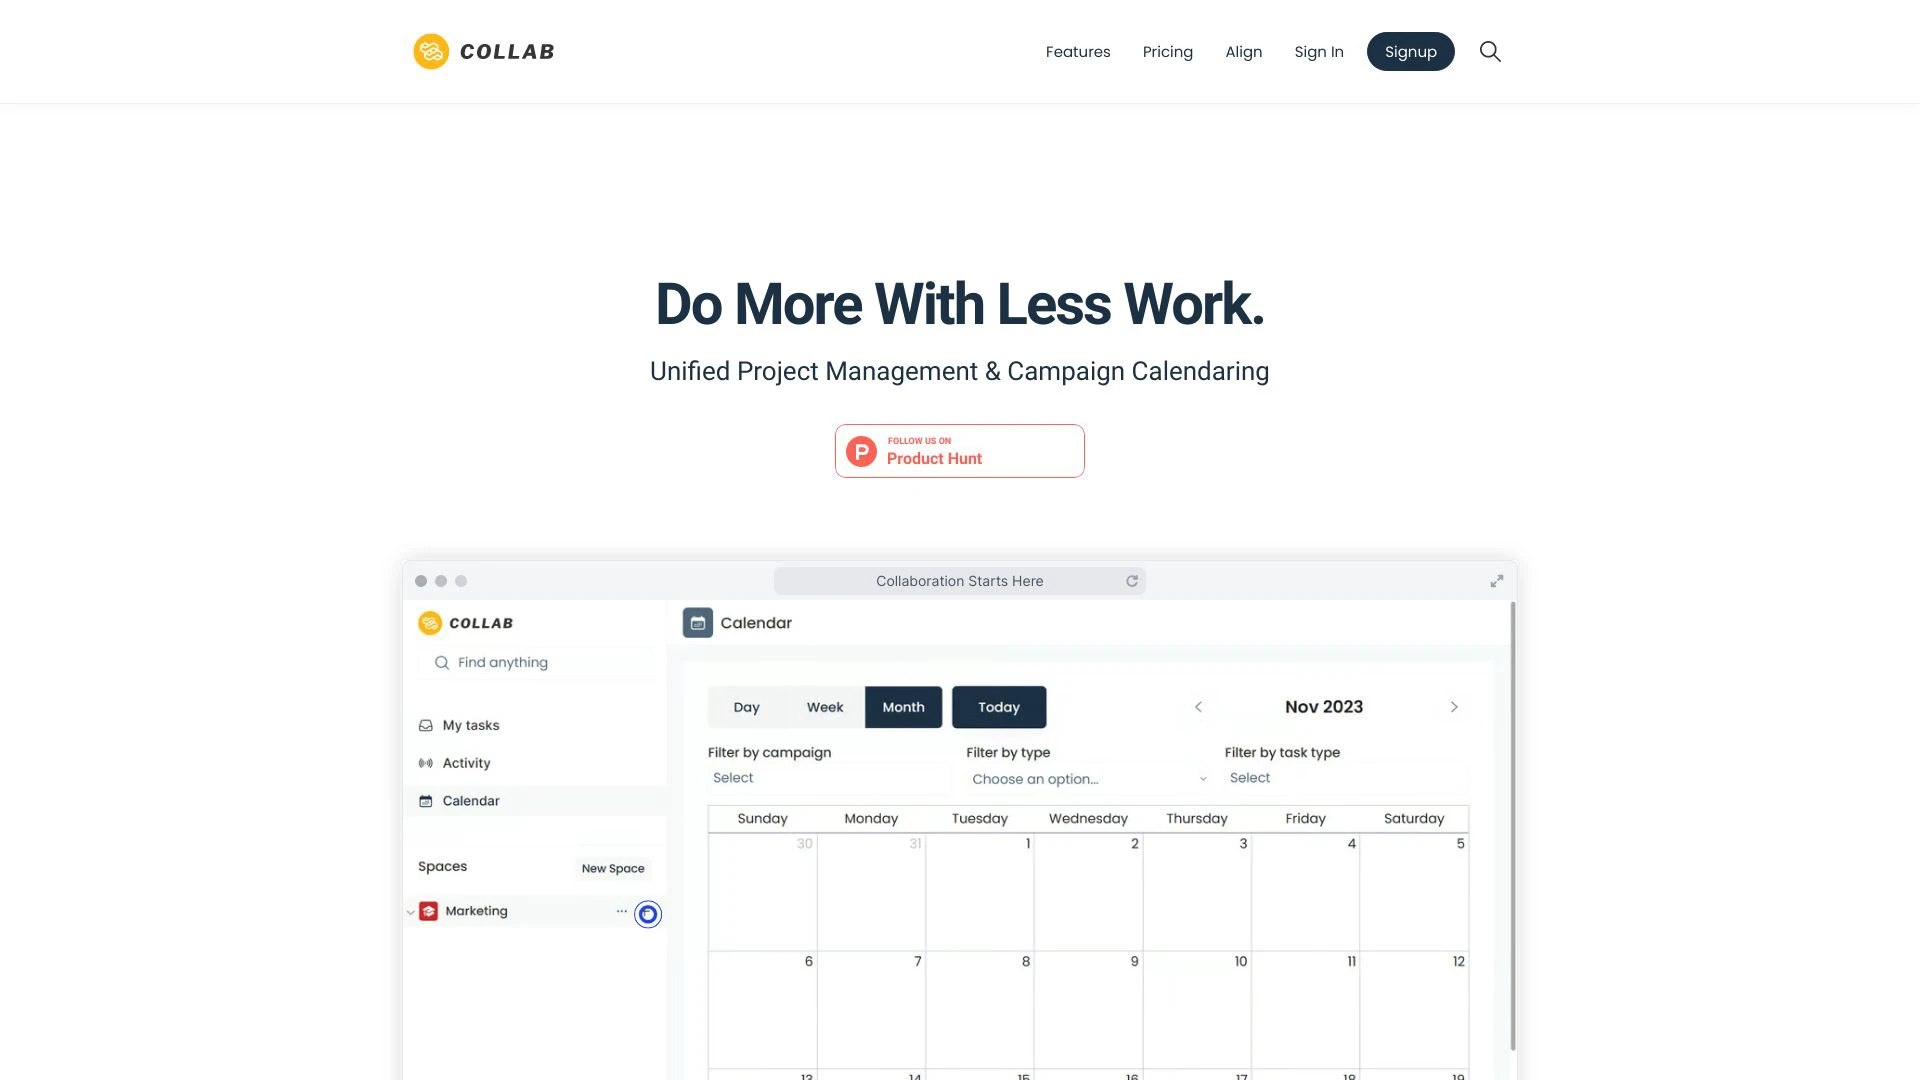 COLLAB
Features Pricing Align Sign In Signup
Do More With Less Work.
Unified Project Management & Campaign Calendaring
FOLLOW US ON
Product Hunt
Collaboration Starts Here
COLLAB
Find anything
My tasks
Activity
Calendar
Spaces New Space
Marketing
Calendar
Day Week Month Today Nov 2023
Filter by campaign Filter by type Filter by task type
Select Choose an option... Select
Sunday Monday Tuesday Wednesday Thursday Friday Saturday
30 31 1 2 3 4 5
6 7 8 9 10 11 12
13 14 15 16 17 18 19